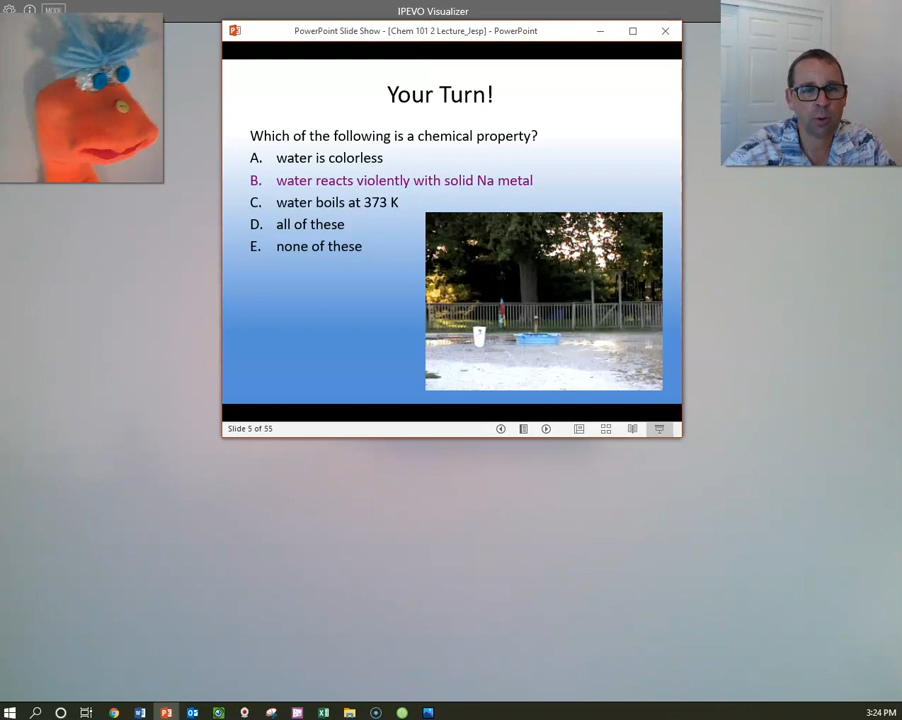 IPEVO Visualizer
MODE
PowerPoint Slide Show - [Chem 101 2 Lecture_Jesp] - PowerPoint
Your Turn!
Which of the following is a chemical property?
A. water is colorless
B. water reacts violently with solid Na metal
C. water boils at 373 K
D. all of these
E. none of these
Slide 5 of 55
3:24 PM